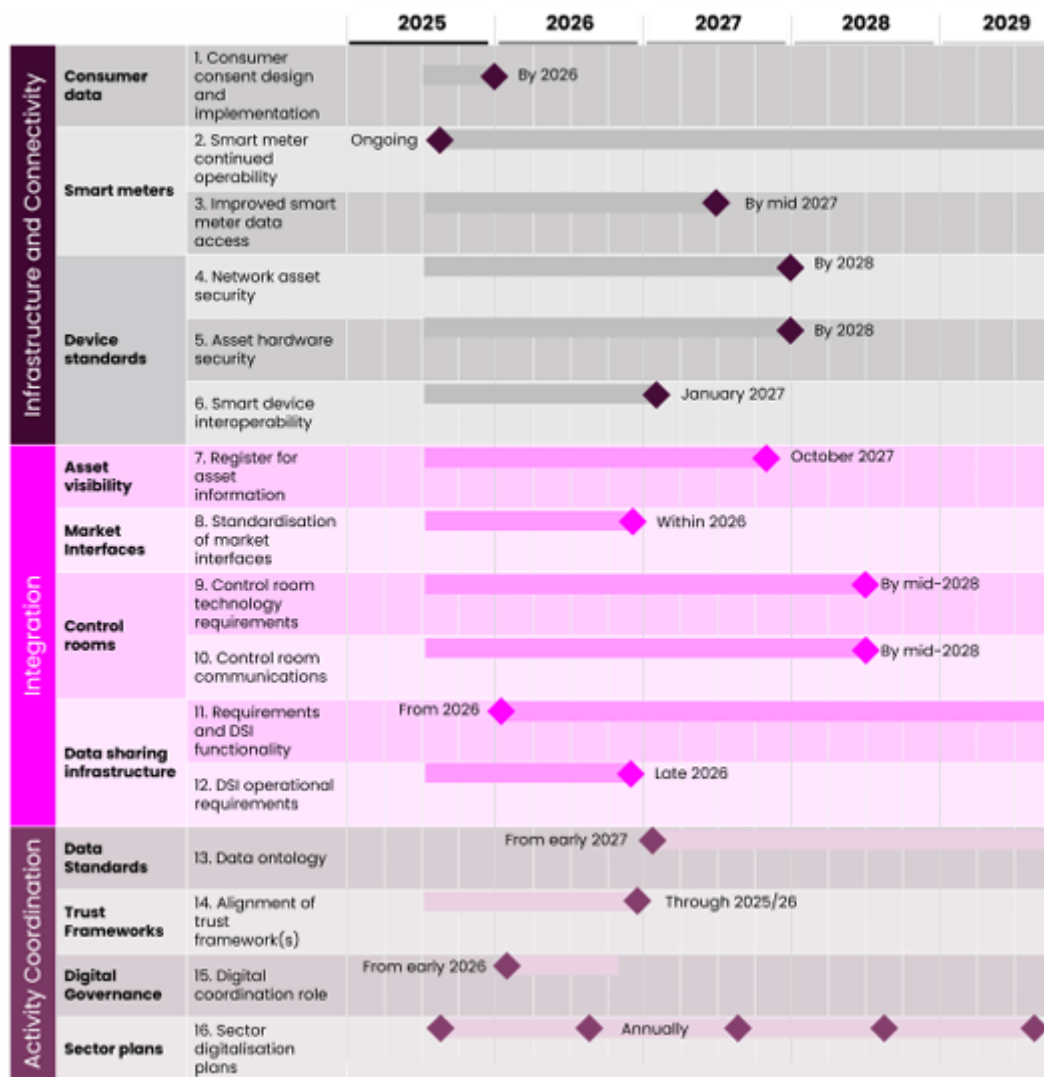 2025 2026 2027 2028 2029
Infrastructure and Connectivity
Consumer
data
1. Consumer
consent design
and
implementation
By 2026
Smart meters
2. Smart meter
continued
operability
Ongoing
3. Improved smart
meter data
access
By mid 2027
Device
standards
4. Network asset
security
By 2028
5. Asset hardware
security
By 2028
6. Smart device
interoperability
January 2027
Integration
Asset
visibility
7. Register for
asset
information
October 2027
Market
Interfaces
8. Standardisation
of market
interfaces
Within 2026
Control
rooms
9. Control room
technology
requirements
By mid-2028
10. Control room
communications
By mid-2028
Data sharing
infrastructure
11. Requirements
and DSI
functionality
From 2026
12. DSI operational
requirements
Late 2026
Activity Coordination
Data
Standards
13. Data ontology
From early 2027
Trust
Frameworks
14. Alignment of
trust
framework(s)
Through 2025/26
Digital
Governance
15. Digital
coordination role
From early 2026
Sector plans
16. Sector
digitalisation
plans
Annually